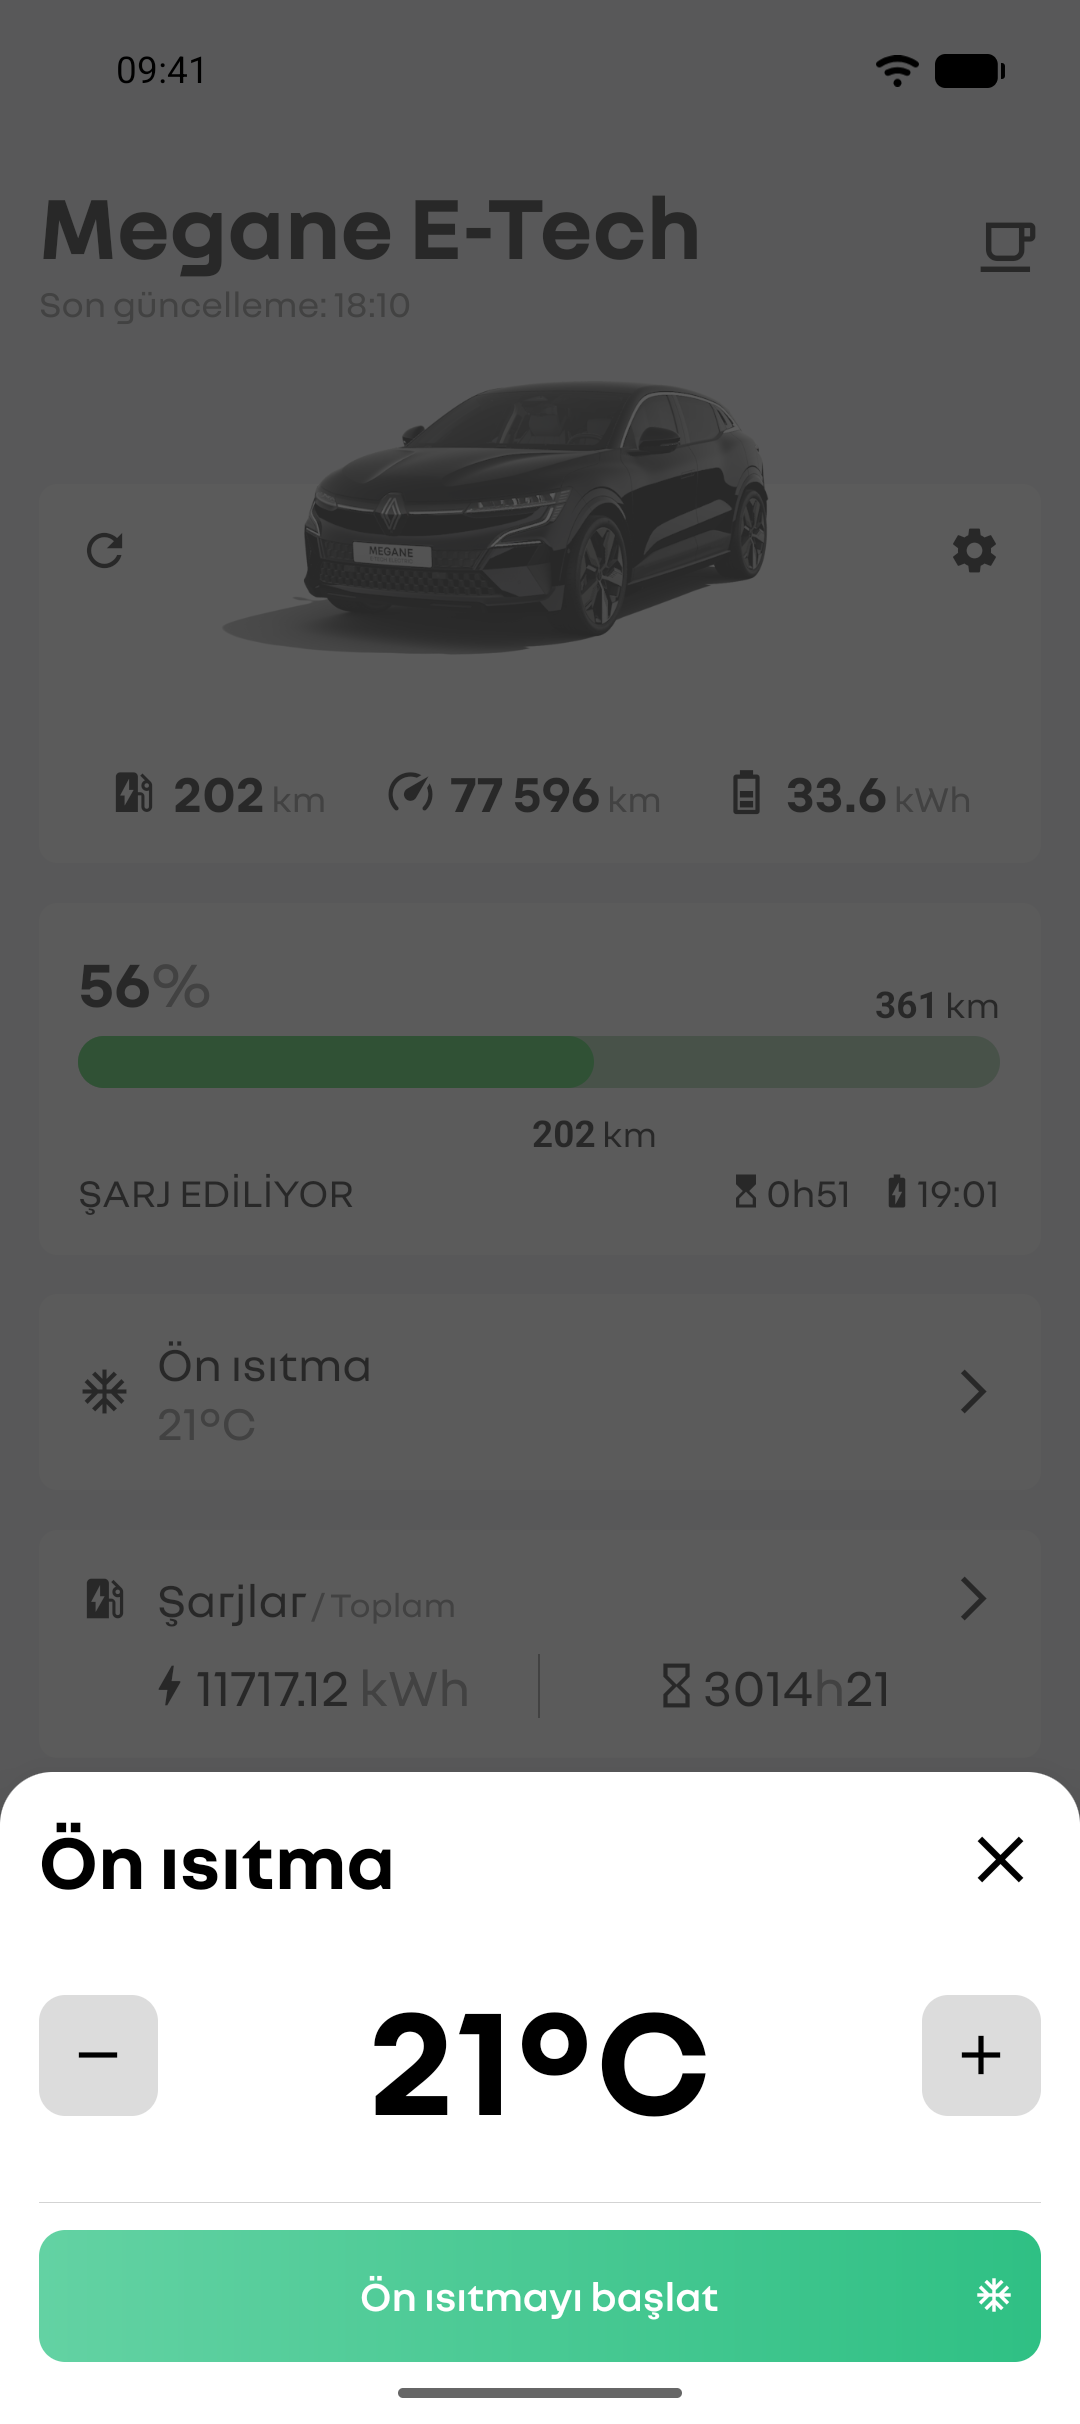 09:41
Megane E-Tech
Son güncelleme: 18:10
MEGANE
202 km 77 596 km 33.6 kWh
56%
361 km
202 km
ŞARJ EDİLİYOR 0h51 19:01
Ön ısıtma
21°C
Şarjlar / Toplam
11717.12 kWh 3014h21
Ön ısıtma
21°C
Ön ısıtmayı başlat